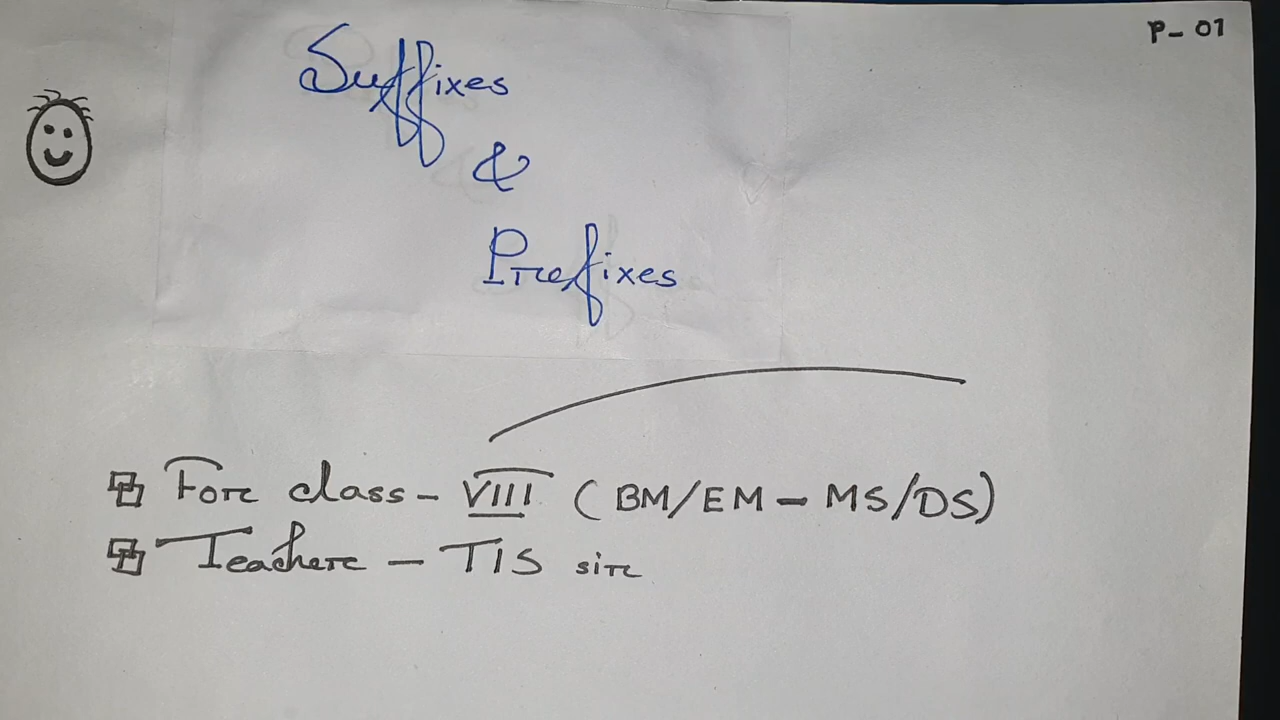 P- 01
Suffixes
&
Prefixes
For class - VIII (BM/EM - MS/DS)
Teacher - TIS sir